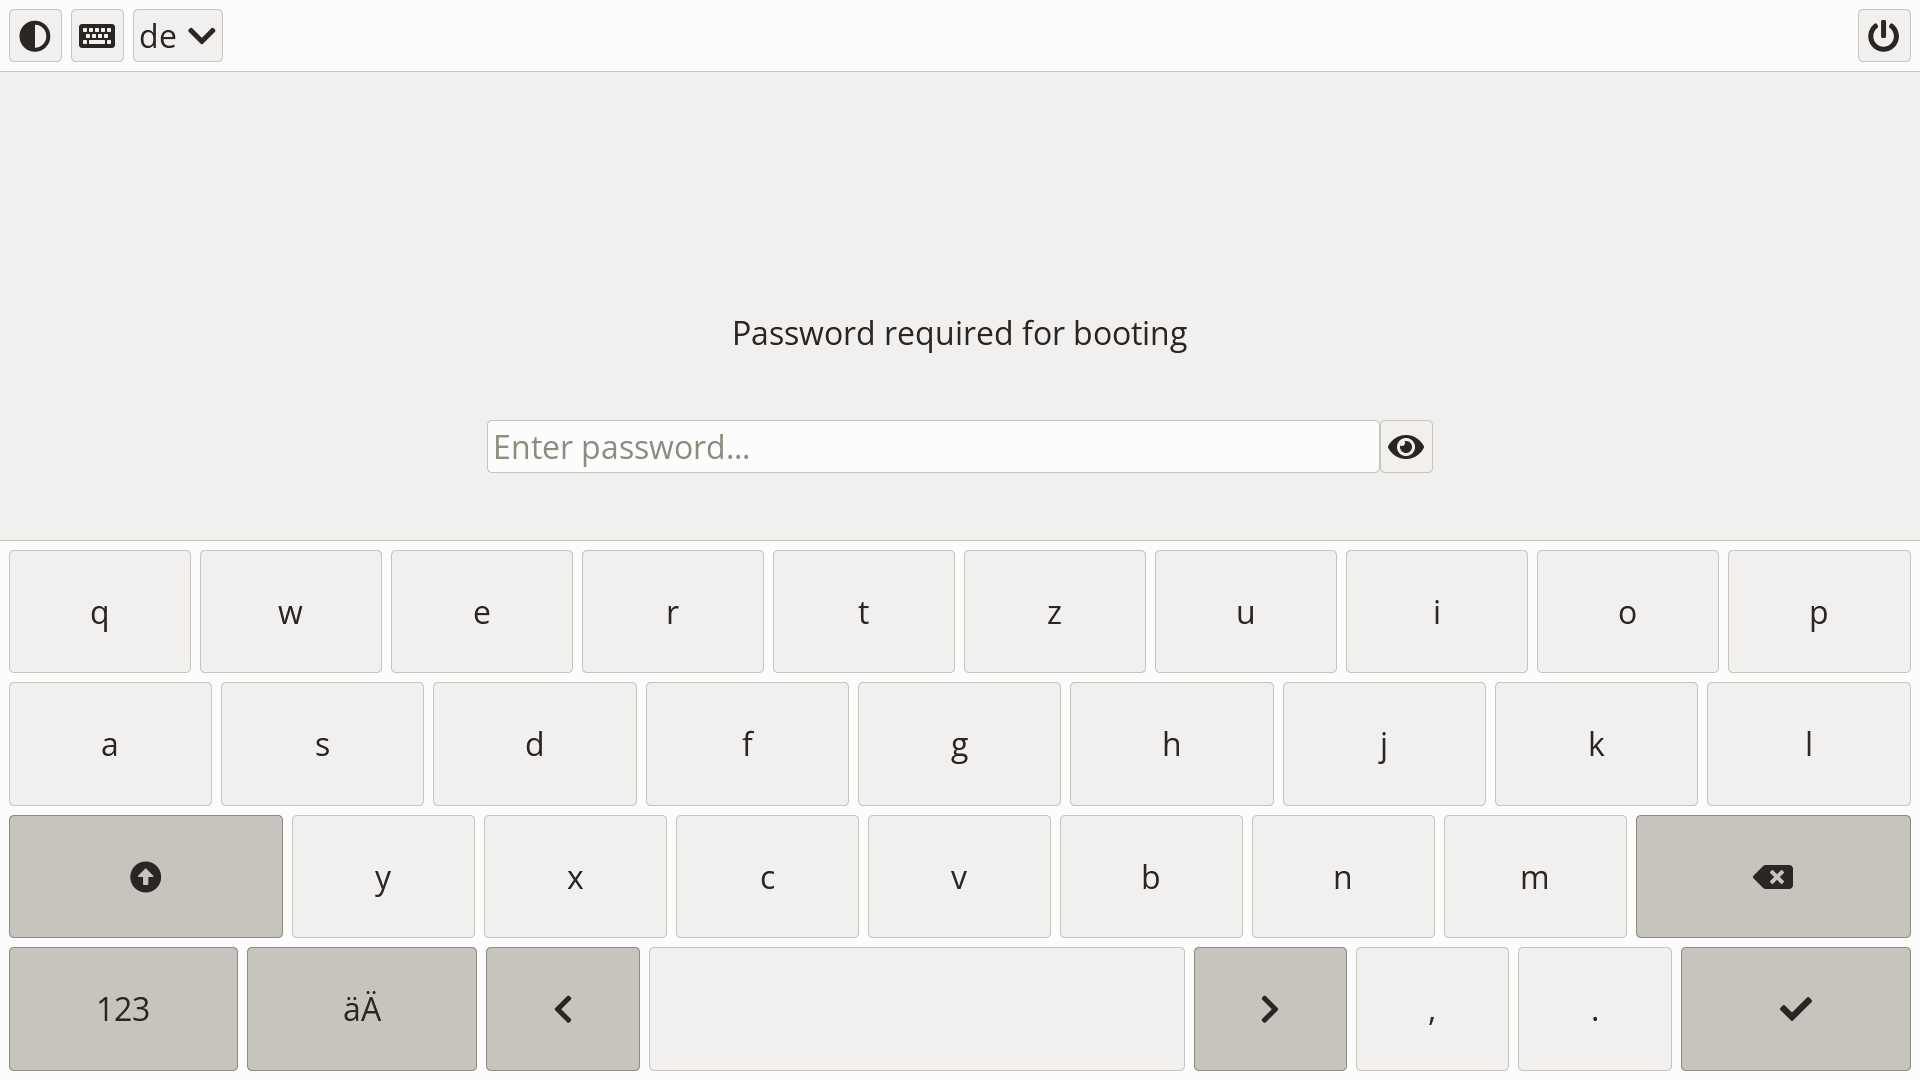 de
Password required for booting
Enter password...
q w e r t z u i o p
a s d f g h j k l
y x c v b n m
123 äÄ , .